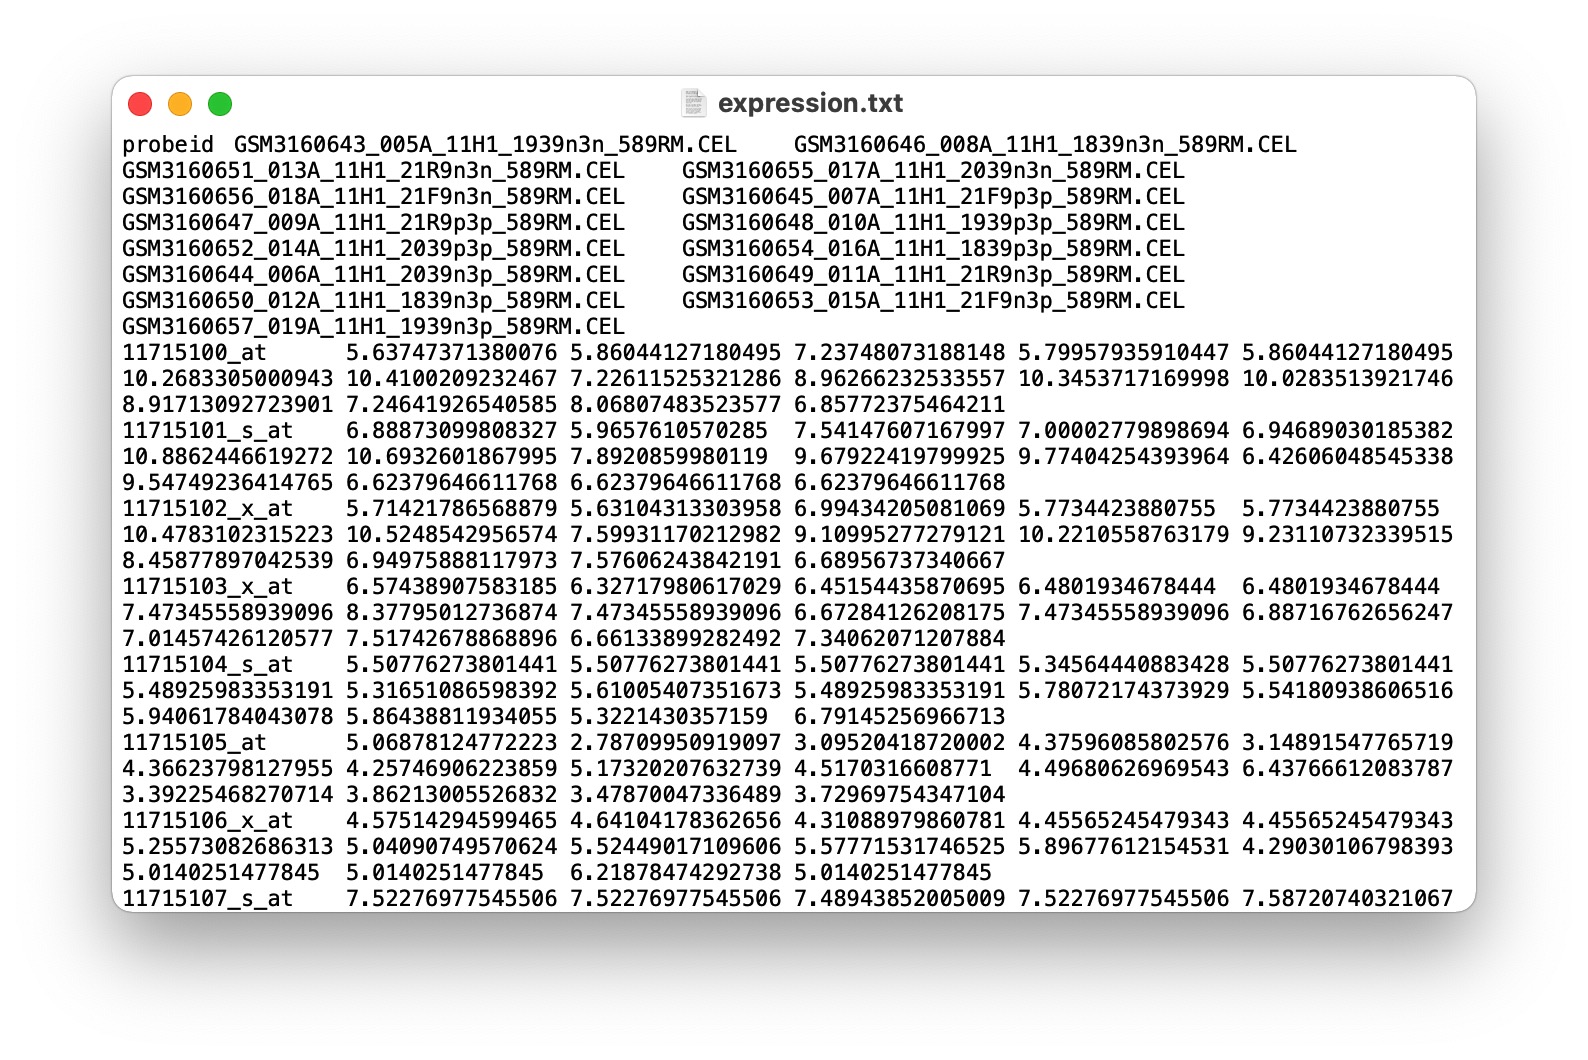 expression.txt
probeid GSM3160643_005A_11H1_1939n3n_589RM.CEL GSM3160646_008A_11H1_1839n3n_589RM.CEL
GSM3160651_013A_11H1_21R9n3n_589RM.CEL GSM3160655_017A_11H1_2039n3n_589RM.CEL
GSM3160656_018A_11H1_21F9n3n_589RM.CEL GSM3160645_007A_11H1_21F9p3p_589RM.CEL
GSM3160647_009A_11H1_21R9p3p_589RM.CEL GSM3160648_010A_11H1_1939p3p_589RM.CEL
GSM3160652_014A_11H1_2039p3p_589RM.CEL GSM3160654_016A_11H1_1839p3p_589RM.CEL
GSM3160644_006A_11H1_2039n3p_589RM.CEL GSM3160649_011A_11H1_21R9n3p_589RM.CEL
GSM3160650_012A_11H1_1839n3p_589RM.CEL GSM3160653_015A_11H1_21F9n3p_589RM.CEL
GSM3160657_019A_11H1_1939n3p_589RM.CEL
11715100_at 5.63747371380076 5.86044127180495 7.23748073188148 5.79957935910447 5.86044127180495
10.2683305000943 10.4100209232467 7.22611525321286 8.96266232533557 10.3453717169998 10.0283513921746
8.91713092723901 7.24641926540585 8.06807483523577 6.85772375464211
11715101_s_at 6.88873099808327 5.9657610570285 7.54147607167997 7.00002779898694 6.94689030185382
10.8862446619272 10.6932601867995 7.8920859980119 9.67922419799925 9.77404254393964 6.42606048545338
9.54749236414765 6.62379646611768 6.62379646611768 6.62379646611768
11715102_x_at 5.71421786568879 5.63104313303958 6.99434205081069 5.7734423880755 5.7734423880755
10.4783102315223 10.5248542956574 7.59931170212982 9.10995277279121 10.2210558763179 9.23110732339515
8.45877897042539 6.94975888117973 7.57606243842191 6.68956737340667
11715103_x_at 6.57438907583185 6.32717980617029 6.45154435870695 6.4801934678444 6.4801934678444
7.47345558939096 8.37795012736874 7.47345558939096 6.67284126208175 7.47345558939096 6.88716762656247
7.01457426120577 7.51742678868896 6.66133899282492 7.34062071207884
11715104_s_at 5.50776273801441 5.50776273801441 5.50776273801441 5.34564440883428 5.50776273801441
5.48925983353191 5.31651086598392 5.61005407351673 5.48925983353191 5.78072174373929 5.54180938606516
5.94061784043078 5.86438811934055 5.3221430357159 6.79145256966713
11715105_at 5.06878124772223 2.78709950919097 3.09520418720002 4.37596085802576 3.14891547765719
4.36623798127955 4.25746906223859 5.17320207632739 4.5170316608771 4.49680626969543 6.43766612083787
3.39225468270714 3.86213005526832 3.47870047336489 3.72969754347104
11715106_x_at 4.57514294599465 4.64104178362656 4.31088979860781 4.45565245479343 4.45565245479343
5.25573082686313 5.04090749570624 5.52449017109606 5.57771531746525 5.89677612154531 4.29030106798393
5.0140251477845 5.0140251477845 6.21878474292738 5.0140251477845
11715107_s_at 7.52276977545506 7.52276977545506 7.48943852005009 7.52276977545506 7.58720740321067